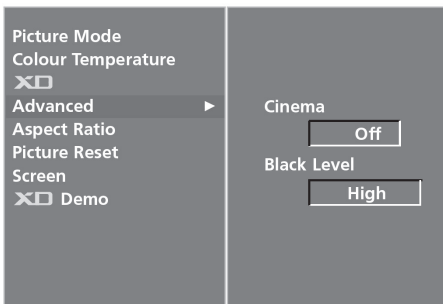 Picture Mode
Colour Temperature
XD
Advanced ►
Aspect Ratio
Picture Reset
Screen
XD Demo
Cinema
Off
Black Level
High